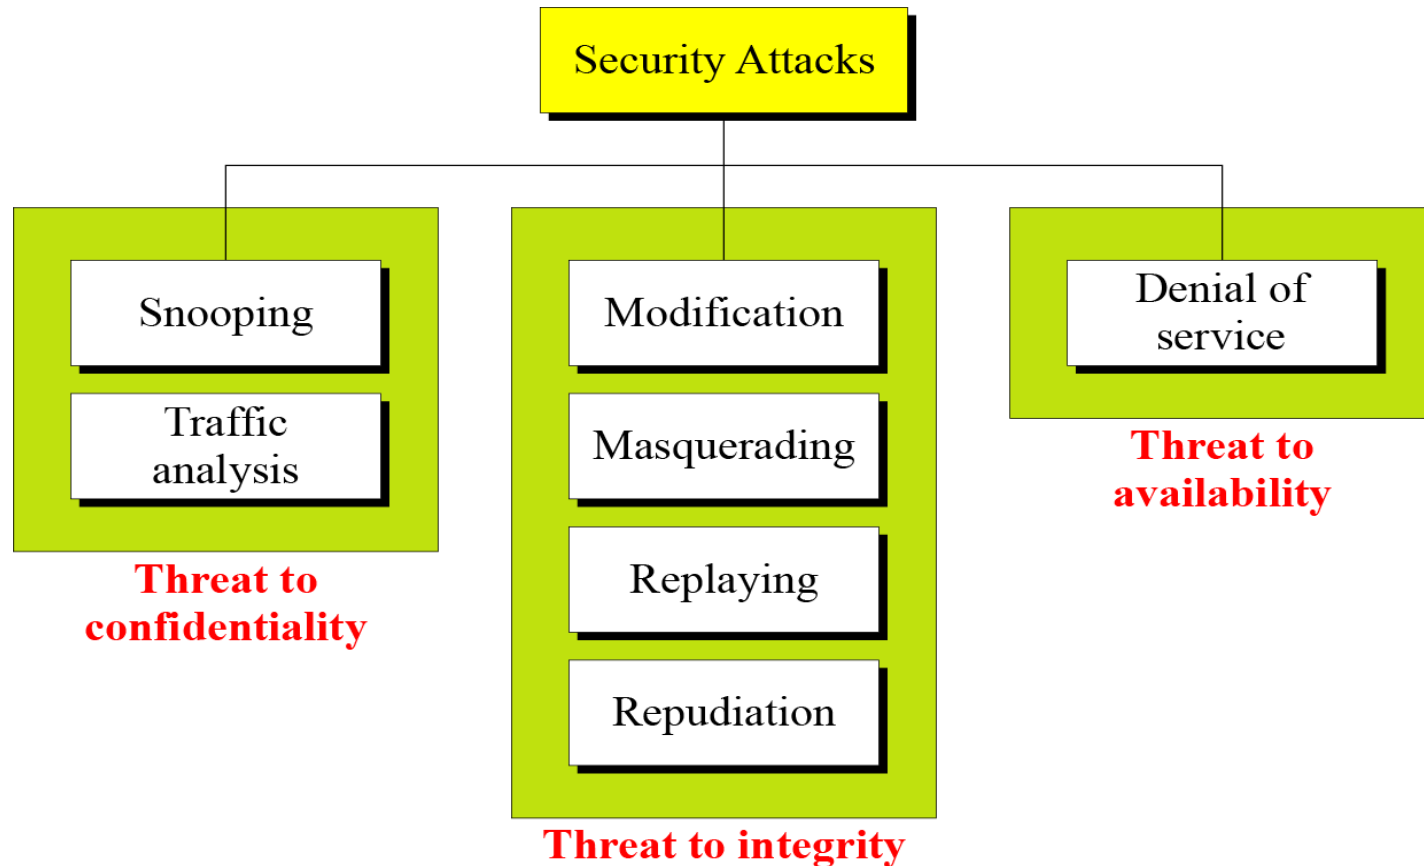 Security Attacks
Snooping
Traffic
analysis
Threat to
confidentiality
Modification
Masquerading
Replaying
Repudiation
Threat to integrity
Denial of
service
Threat to
availability